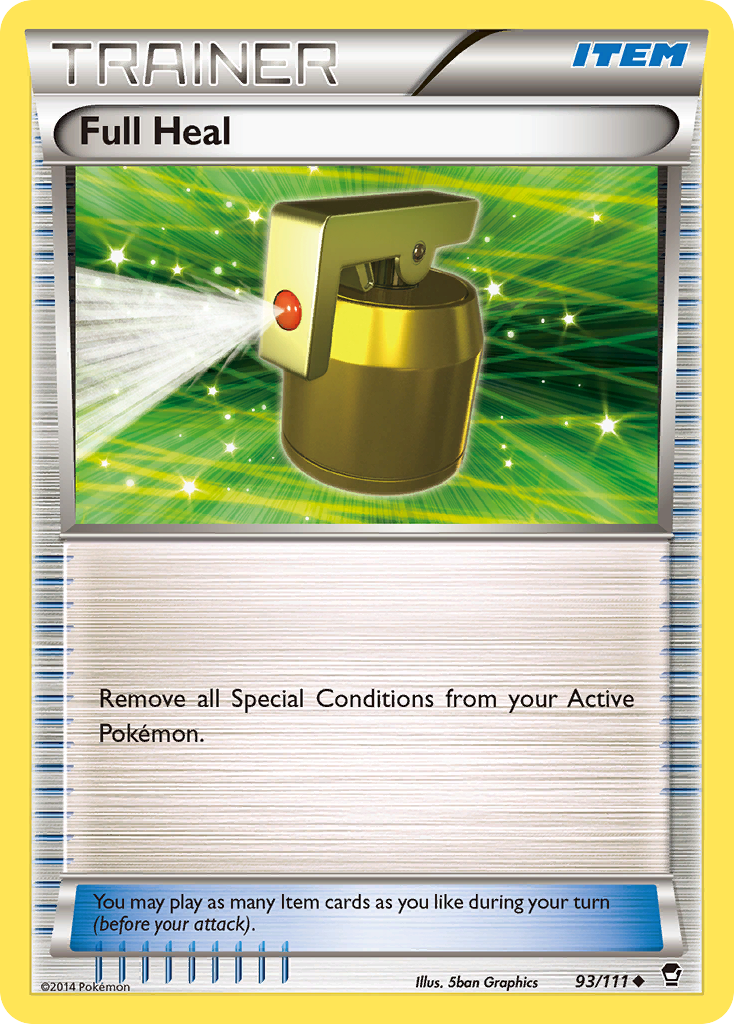 TRAINER
ITEM
Full Heal
Remove all Special Conditions from your Active
Pokémon.
You may play as many Item cards as you like during your turn
(before your attack).
©2014 Pokémon
Illus. 5ban Graphics
93/111